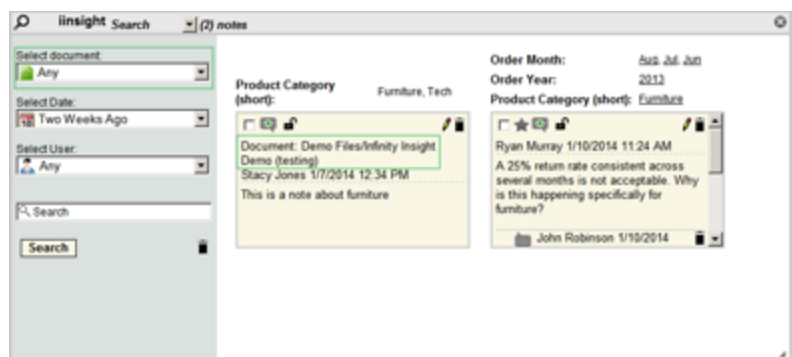 iinsight Search (2) notes
Select document:
Any
Select Date:
Two Weeks Ago
Select User:
Any
Search
Search
Product Category
(short): Furniture, Tech
Document: Demo Files/Infinity Insight
Demo (testing)
Stacy Jones 1/7/2014 12:34 PM
This is a note about furniture
Order Month: Aug, Jul, Jun
Order Year: 2013
Product Category (short): Furniture
Ryan Murray 1/10/2014 11:24 AM
A 25% return rate consistent across
several months is not acceptable. Why
is this happening specifically for
furniture?
John Robinson 1/10/2014